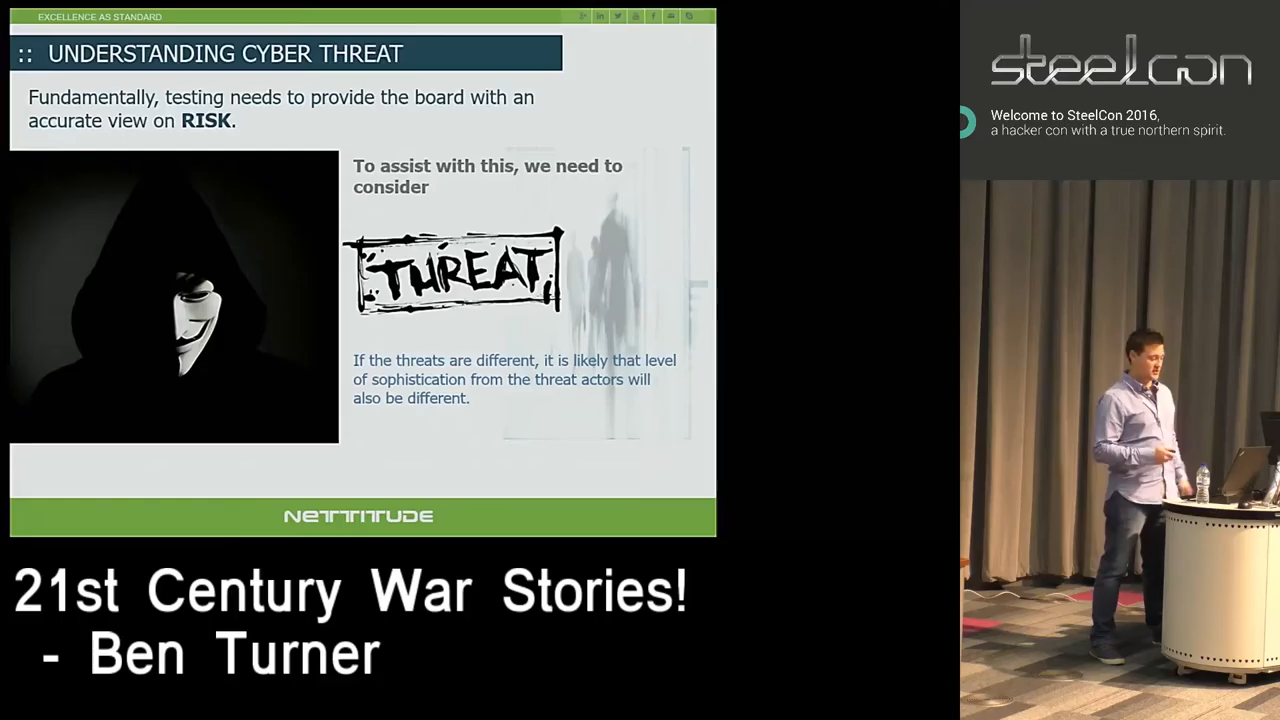 EXCELLENCE AS STANDARD
:: UNDERSTANDING CYBER THREAT
Fundamentally, testing needs to provide the board with an
accurate view on RISK.
To assist with this, we need to
consider
THREAT
If the threats are different, it is likely that level
of sophistication from the threat actors will
also be different.
NETTITUDE
21st Century War Stories!
- Ben Turner
steelcon
Welcome to SteelCon 2016,
a hacker con with a true northern spirit.